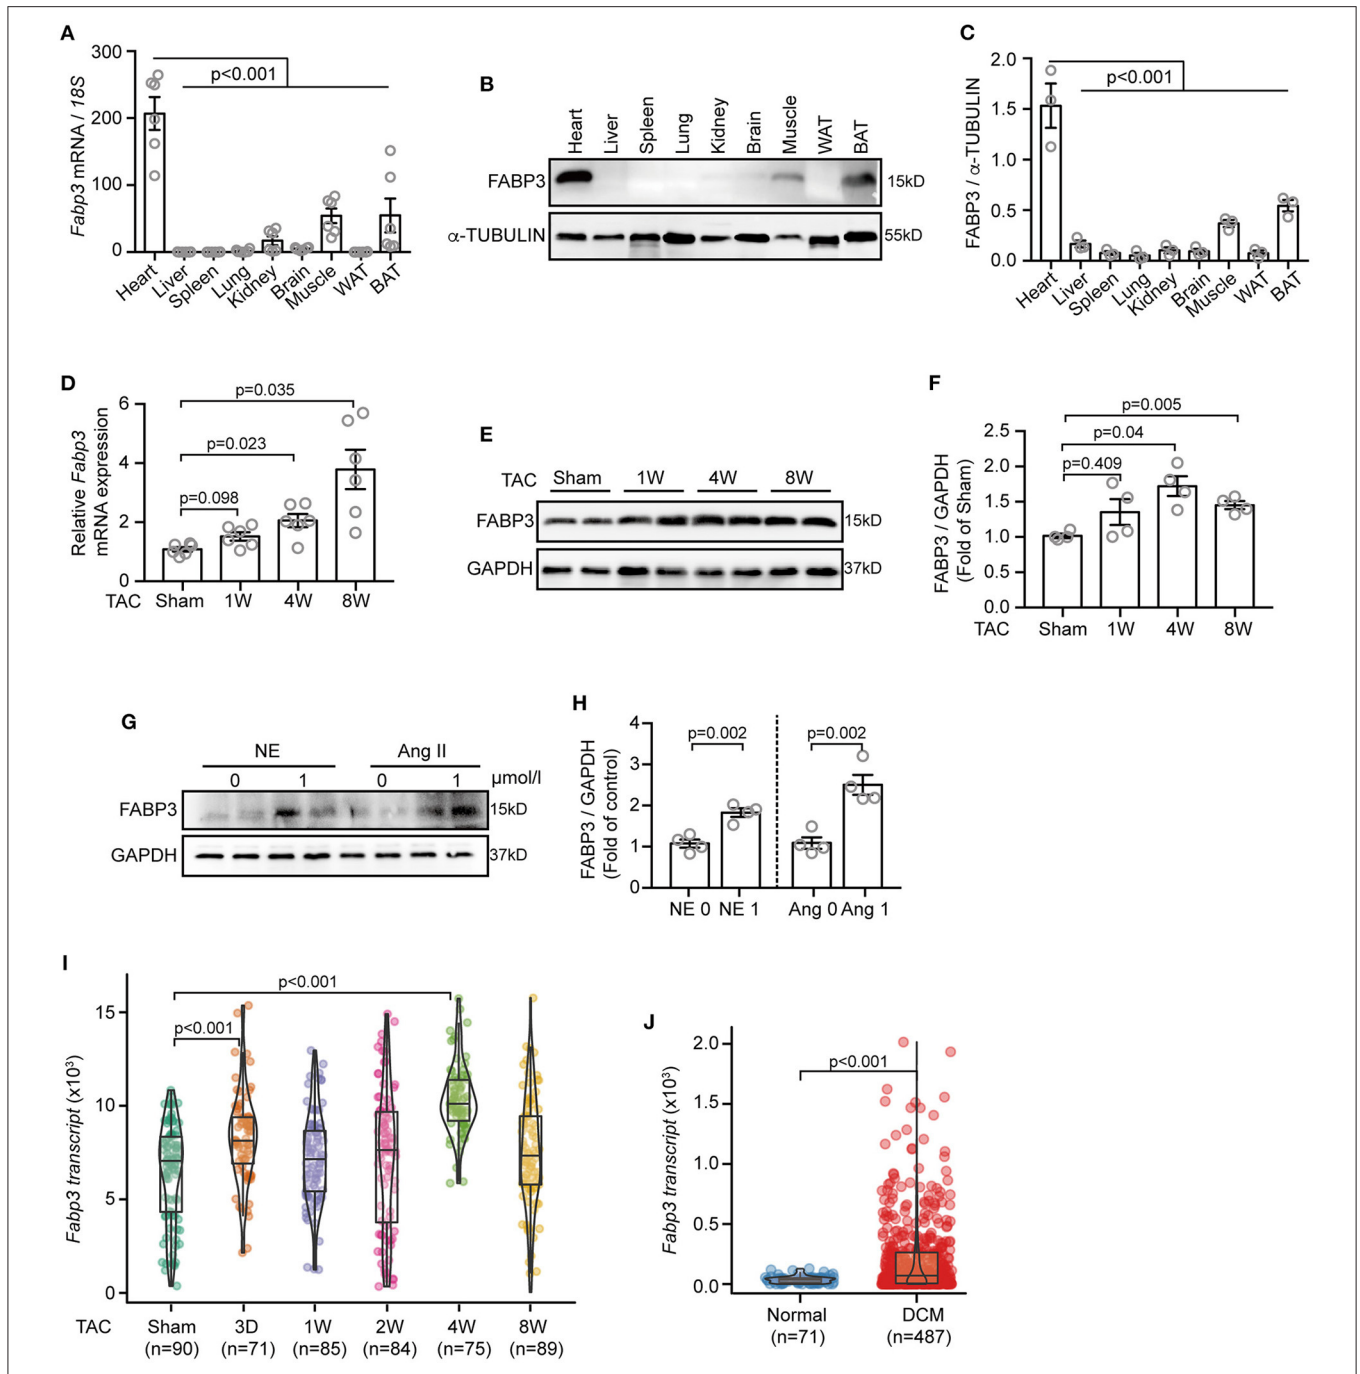 A
Fabp3 mRNA / 18S
300
200
100
0
p<0.001
Heart
Liver
Spleen
Lung
Kidney
Brain
Muscle
WAT
BAT
B
Heart
Liver
Spleen
Lung
Kidney
Brain
Muscle
WAT
BAT
FABP3
15kD
α-TUBULIN
55kD
C
FABP3 / α-TUBULIN
2.0
1.5
1.0
0.5
0.0
p<0.001
Heart
Liver
Spleen
Lung
Kidney
Brain
Muscle
WAT
BAT
D
Relative Fabp3
mRNA expression
6
4
2
0
p=0.035
p=0.023
p=0.098
TAC Sham 1W 4W 8W
E
TAC Sham 1W 4W 8W
FABP3
15kD
GAPDH
37kD
F
FABP3 / GAPDH
(Fold of Sham)
2.5
2.0
1.5
1.0
0.5
0.0
p=0.005
p=0.04
p=0.409
TAC Sham 1W 4W 8W
G
NE Ang II
0 1 0 1 µmol/l
FABP3
15kD
GAPDH
37kD
H
FABP3 / GAPDH
(Fold of control)
4
3
2
1
0
p=0.002 p=0.002
NE 0 NE 1 Ang 0 Ang 1
I
Fabp3 transcript (x10³)
15
10
5
0
p<0.001
p<0.001
TAC Sham 3D 1W 2W 4W 8W
(n=90) (n=71) (n=85) (n=84) (n=75) (n=89)
J
Fabp3 transcript (x10³)
2.0
1.5
1.0
0.5
0.0
p<0.001
Normal DCM
(n=71) (n=487)